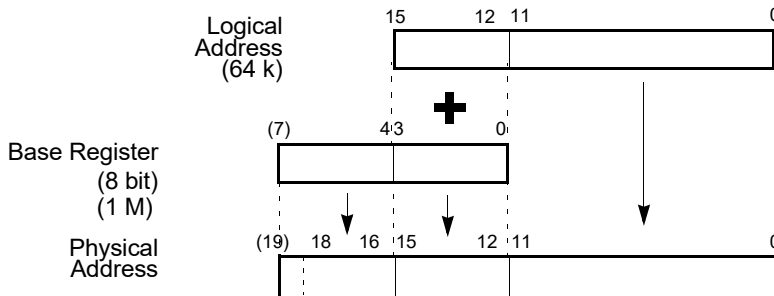 15 12 11 0
Logical
Address
(64 k)
(7) 4 3 0
Base Register
(8 bit)
(1 M)
(19) 18 16 15 12 11 0
Physical
Address